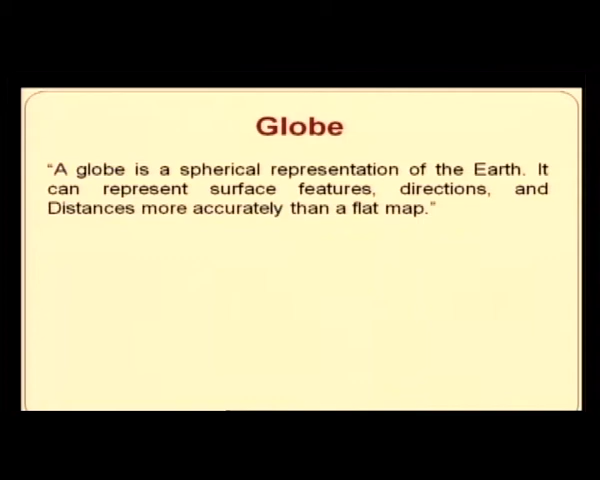 Globe
“A globe is a spherical representation of the Earth. It
can represent surface features, directions, and
Distances more accurately than a flat map.”